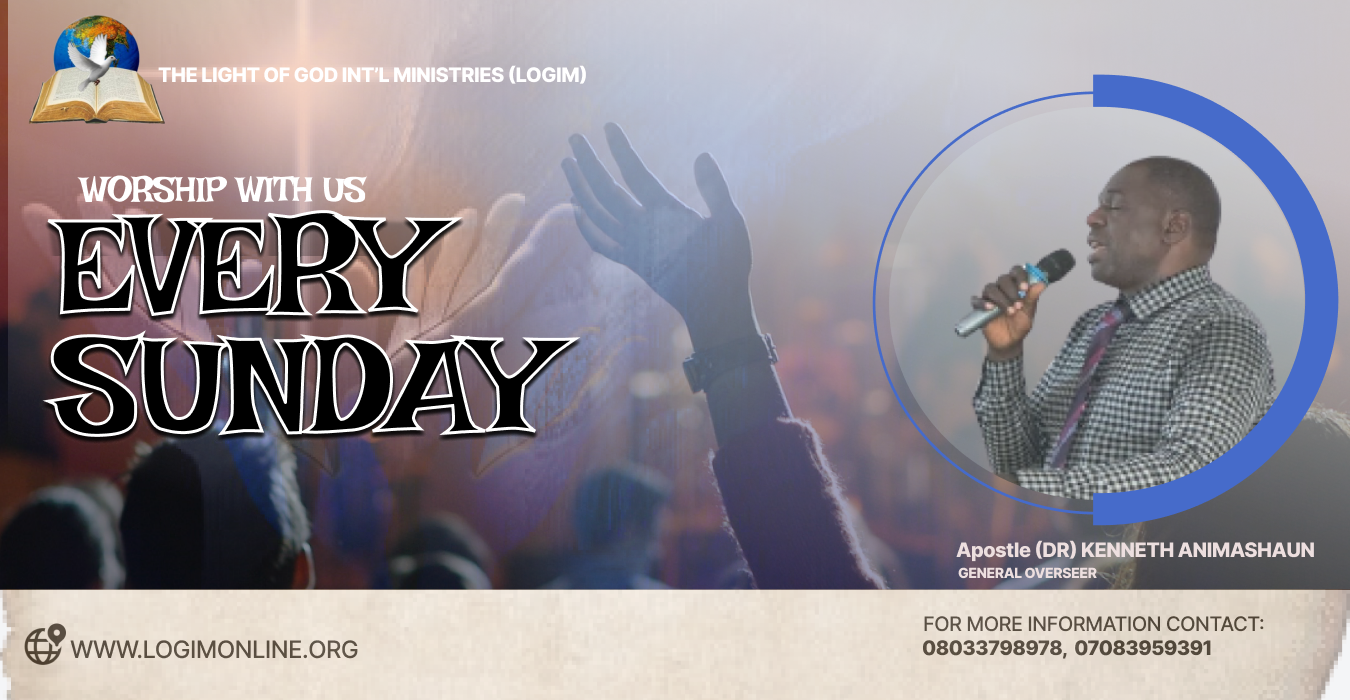 THE LIGHT OF GOD INT'L MINISTRIES (LOGIM)
WORSHIP WITH US
EVERY
SUNDAY
Apostle (DR) KENNETH ANIMASHAUN
GENERAL OVERSEER
WWW.LOGIMONLINE.ORG
FOR MORE INFORMATION CONTACT:
08033798978, 07083959391